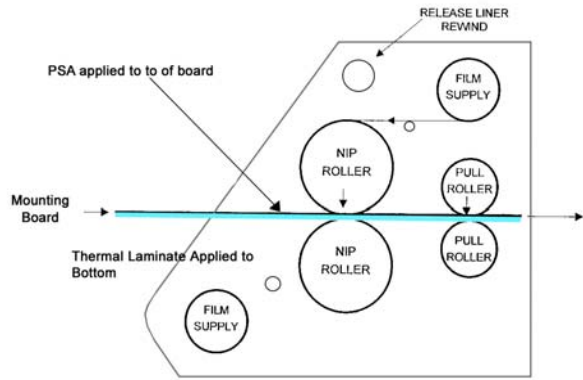 RELEASE LINER
REWIND
PSA applied to to of board
FILM
SUPPLY
NIP
ROLLER
PULL
ROLLER
Mounting
Board
PULL
ROLLER
Thermal Laminate Applied to
Bottom
NIP
ROLLER
FILM
SUPPLY